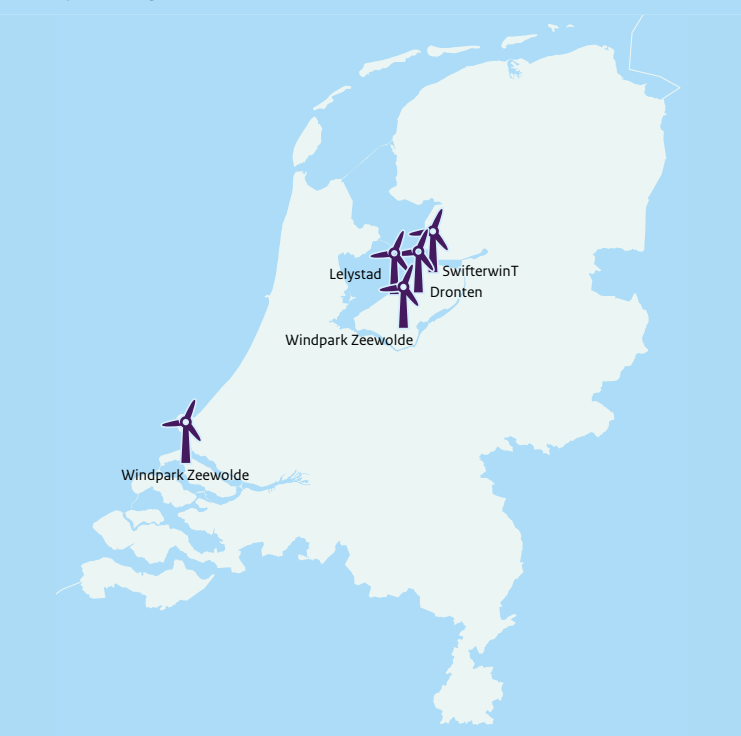 SwifterwinT
Lelystad
Dronten
Windpark Zeewolde
Windpark Zeewolde